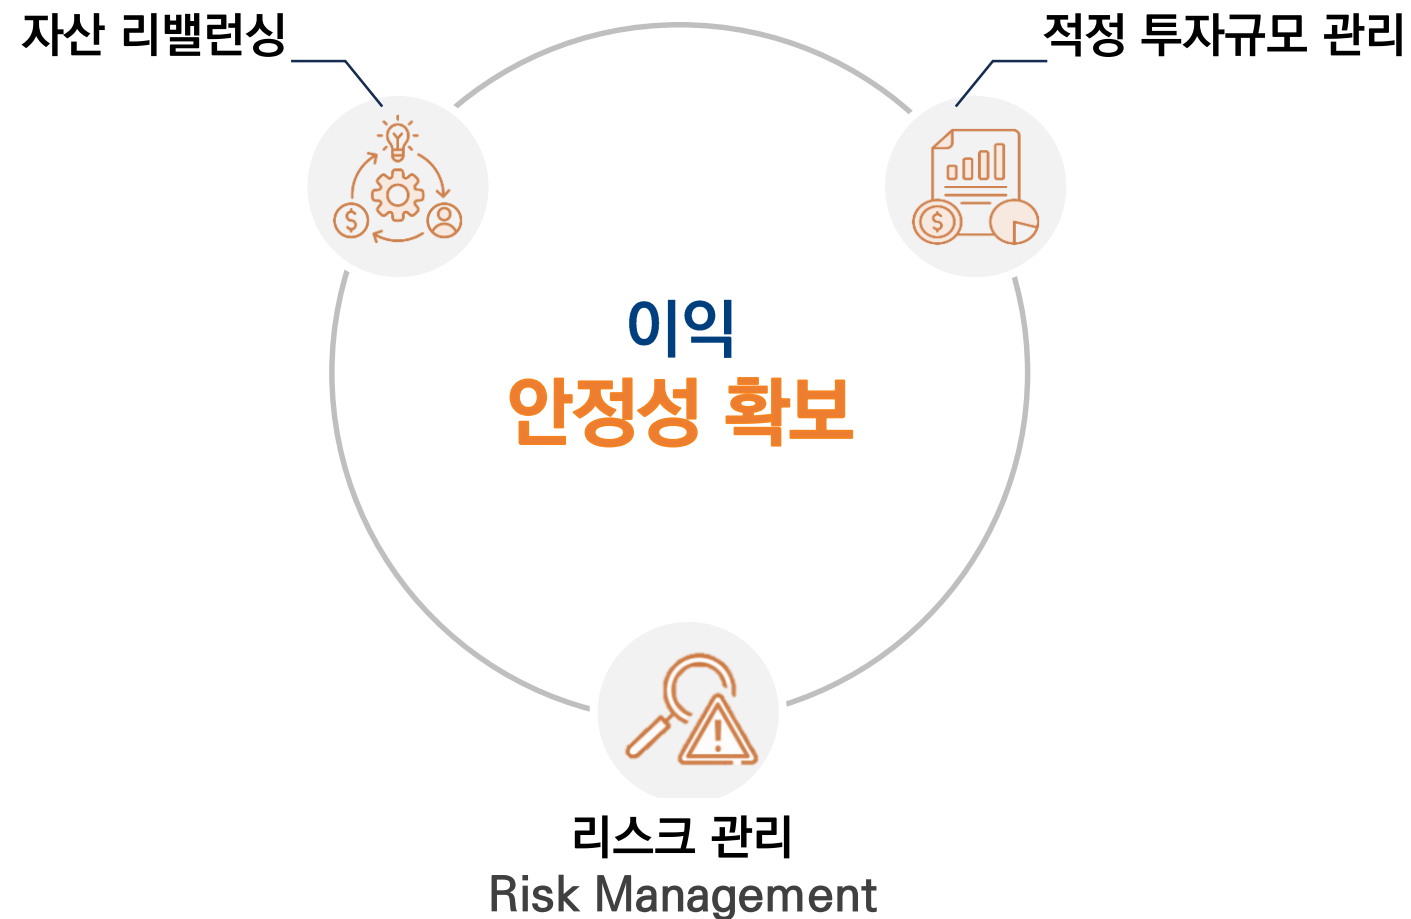 자산 리밸런싱
적정 투자규모 관리
이익
안정성 확보
리스크 관리
Risk Management